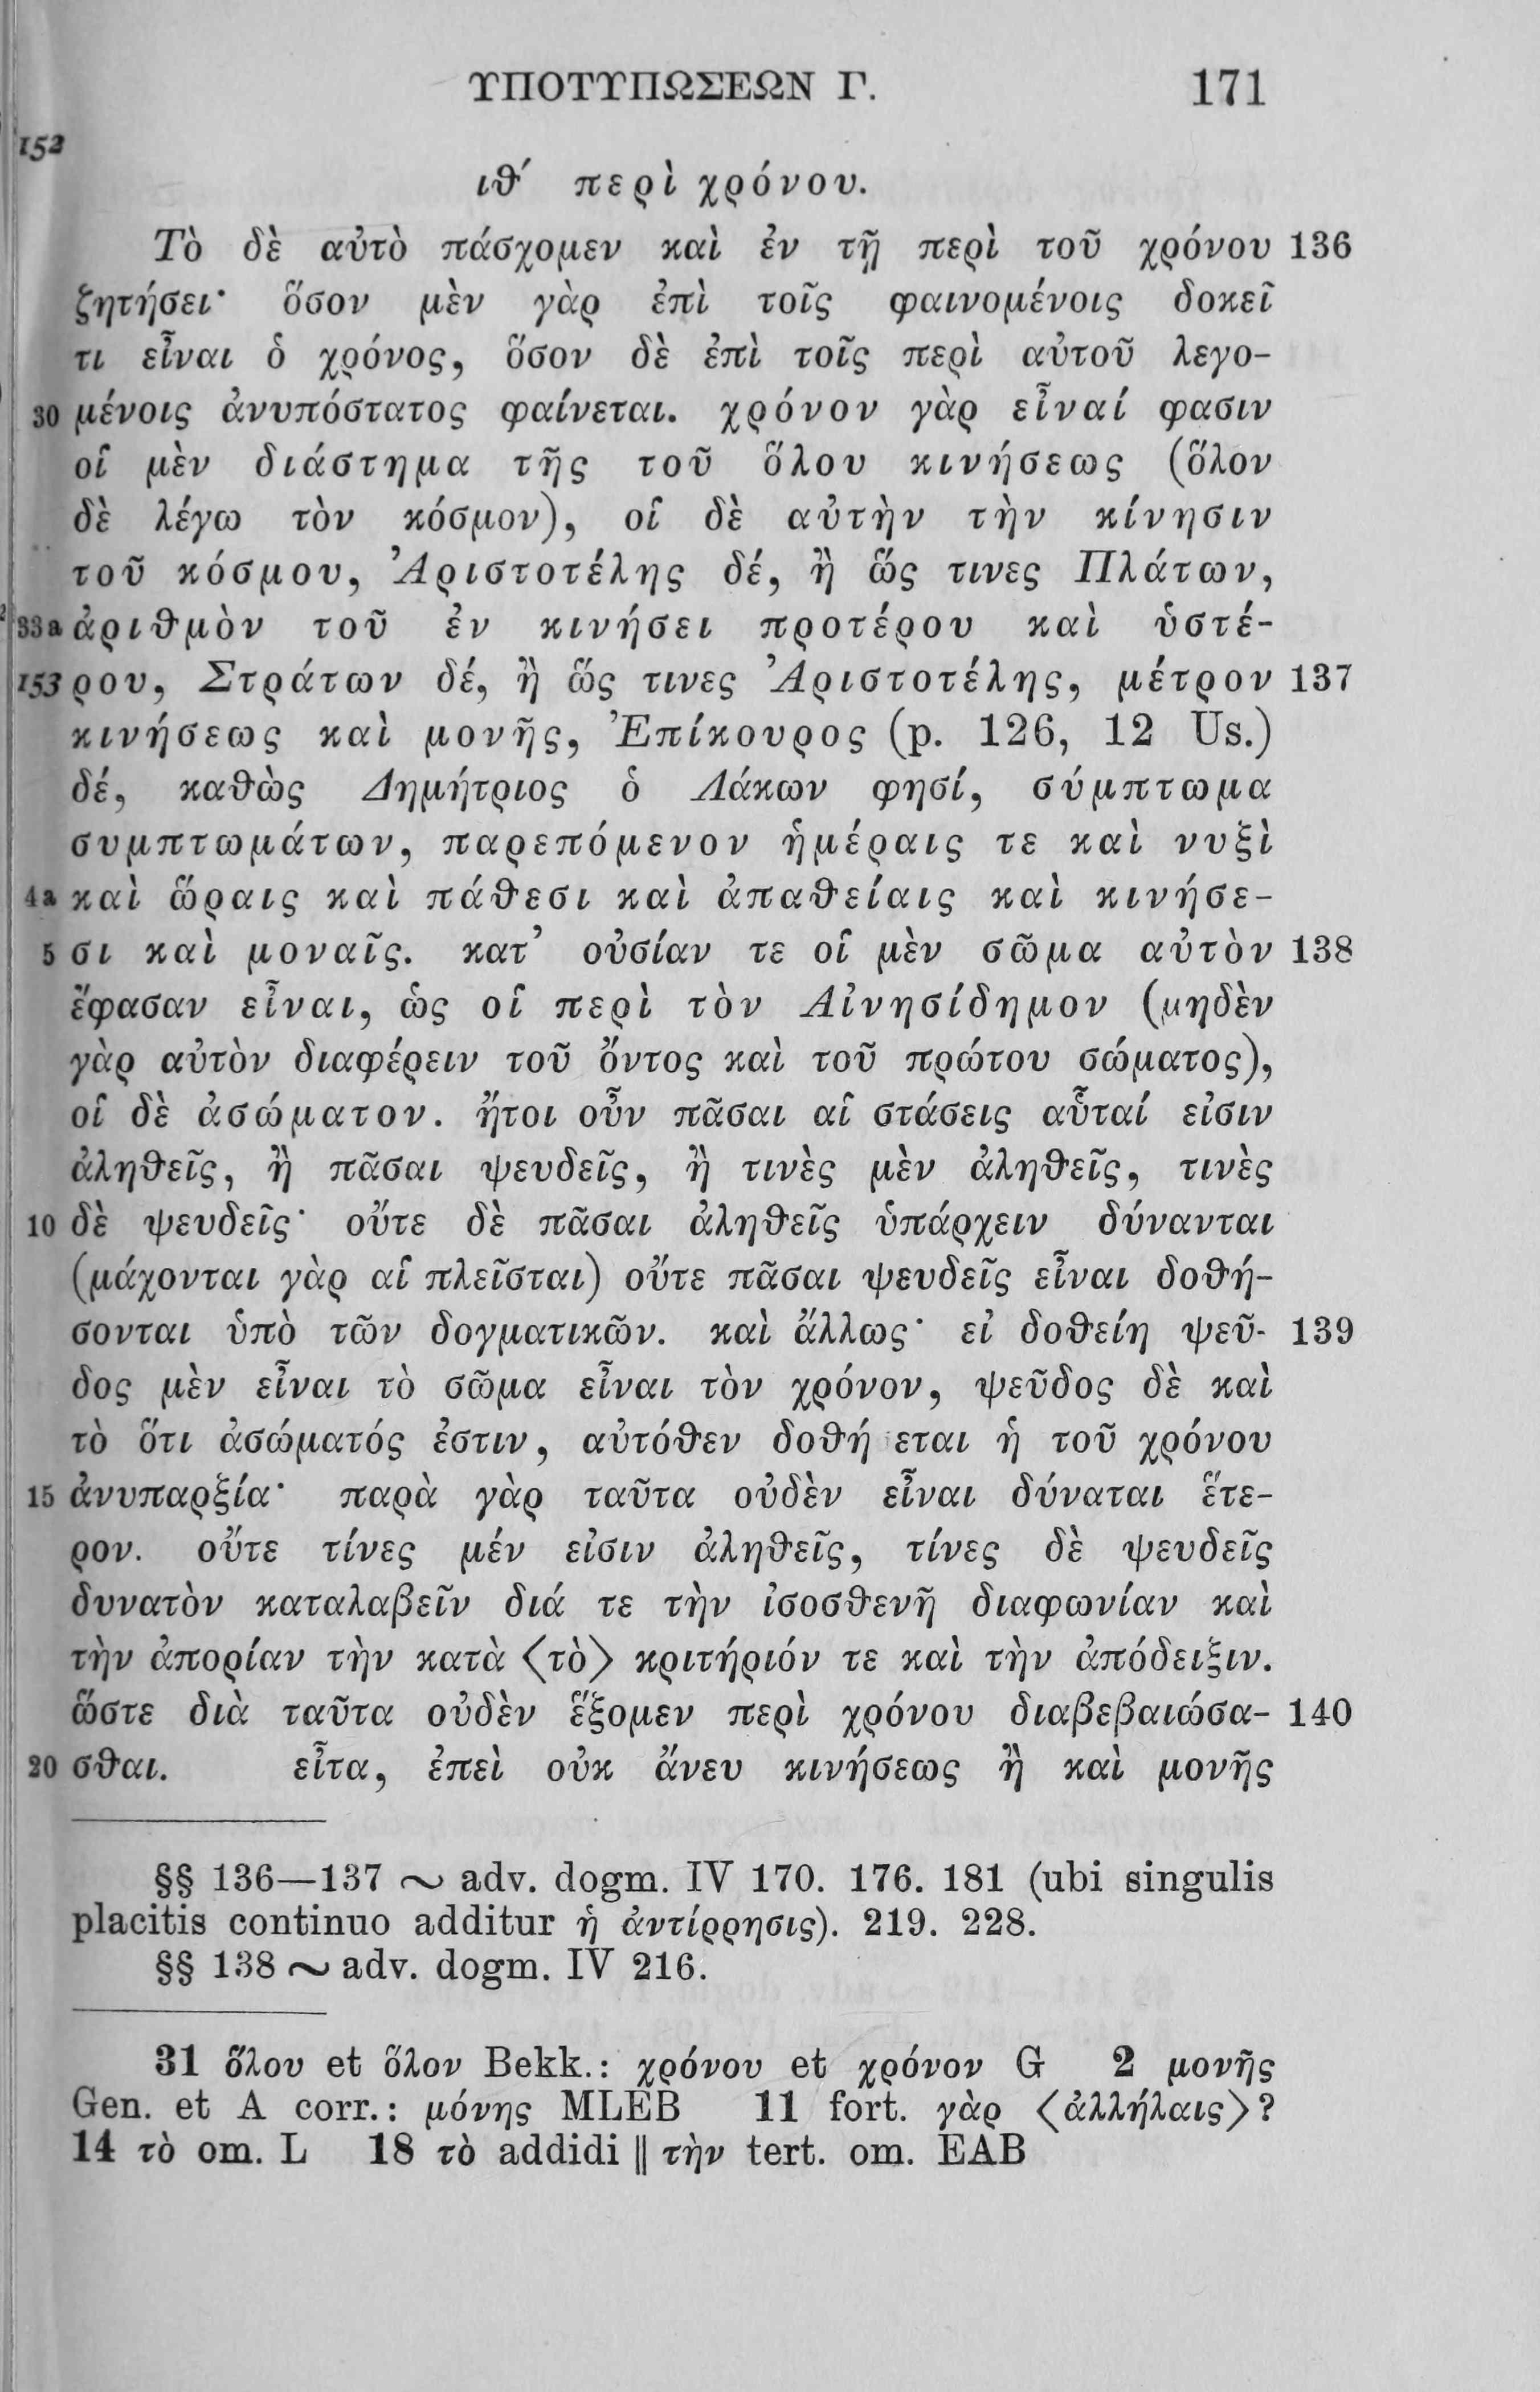 ΥΠΟΤΥΠΩΣΕΩΝ Γ. 171
152
ιθʹ περὶ χρόνου.
Τὸ δὲ αὐτὸ πάσχομεν καὶ ἐν τῇ περὶ τοῦ χρόνου 136
ζητήσει· ὅσον μὲν γὰρ ἐπὶ τοῖς φαινομένοις δοκεῖ
τι εἶναι ὁ χρόνος, ὅσον δὲ ἐπὶ τοῖς περὶ αὐτοῦ λεγο-
30 μένοις ἀνυπόστατος φαίνεται. χρόνον γὰρ εἶναί φασιν
οἱ μὲν διάστημα τῆς τοῦ ὅλου κινήσεως (ὅλον
δὲ λέγω τὸν κόσμον), οἱ δὲ αὐτὴν τὴν κίνησιν
τοῦ κόσμου, Ἀριστοτέλης δέ, ἢ ὥς τινες Πλάτων,
33a ἀριθμὸν τοῦ ἐν κινήσει προτέρου καὶ ὑστέ-
153 ρου, Στράτων δέ, ἢ ὥς τινες Ἀριστοτέλης, μέτρον 137
κινήσεως καὶ μονῆς, Ἐπίκουρος (p. 126, 12 Us.)
δέ, καθὼς Δημήτριος ὁ Λάκων φησί, σύμπτωμα
συμπτωμάτων, παρεπόμενον ἡμέραις τε καὶ νυξὶ
4a καὶ ὥραις καὶ πάθεσι καὶ ἀπαθείαις καὶ κινήσε-
5 σι καὶ μοναῖς. κατ’ οὐσίαν τε οἱ μὲν σῶμα αὐτὸν 138
ἔφασαν εἶναι, ὡς οἱ περὶ τὸν Αἰνησίδημον (μηδὲν
γὰρ αὐτὸν διαφέρειν τοῦ ὄντος καὶ τοῦ πρώτου σώματος),
οἱ δὲ ἀσώματον. ἤτοι οὖν πᾶσαι αἱ στάσεις αὗταί εἰσιν
ἀληθεῖς, ἢ πᾶσαι ψευδεῖς, ἢ τινὲς μὲν ἀληθεῖς, τινὲς
10 δὲ ψευδεῖς· οὔτε δὲ πᾶσαι ἀληθεῖς ὑπάρχειν δύνανται
(μάχονται γὰρ αἱ πλεῖσται) οὔτε πᾶσαι ψευδεῖς εἶναι δοθή-
σονται ὑπὸ τῶν δογματικῶν. καὶ ἄλλως· εἰ δοθείη ψεῦ- 139
δος μὲν εἶναι τὸ σῶμα εἶναι τὸν χρόνον, ψεῦδος δὲ καὶ
τὸ ὅτι ἀσώματός ἐστιν, αὐτόθεν δοθή εται ἡ τοῦ χρόνου
15 ἀνυπαρξία· παρὰ γὰρ ταῦτα οὐδὲν εἶναι δύναται ἕτε-
ρον. οὔτε τίνες μέν εἰσιν ἀληθεῖς, τίνες δὲ ψευδεῖς
δυνατὸν καταλαβεῖν διά τε τὴν ἰσοσθενῆ διαφωνίαν καὶ
τὴν ἀπορίαν τὴν κατὰ ⟨τὸ⟩ κριτήριόν τε καὶ τὴν ἀπόδειξιν.
ὥστε διὰ ταῦτα οὐδὲν ἕξομεν περὶ χρόνου διαβεβαιώσα- 140
20 σθαι. εἶτα, ἐπεὶ οὐκ ἄνευ κινήσεως ἢ καὶ μονῆς
§§ 136—137 ∼ adv. dogm. IV 170. 176. 181 (ubi singulis
placitis continuo additur ἡ ἀντίρρησις). 219. 228.
§§ 138 ∼ adv. dogm. IV 216.
31 ὅλου et ὅλον Bekk.: χρόνου et χρόνον G 2 μονῆς
Gen. et A corr.: μόνης MLEB 11 fort. γὰρ ⟨ἀλλήλαις⟩?
14 τὸ om. L 18 τὸ addidi || τὴν tert. om. EAB